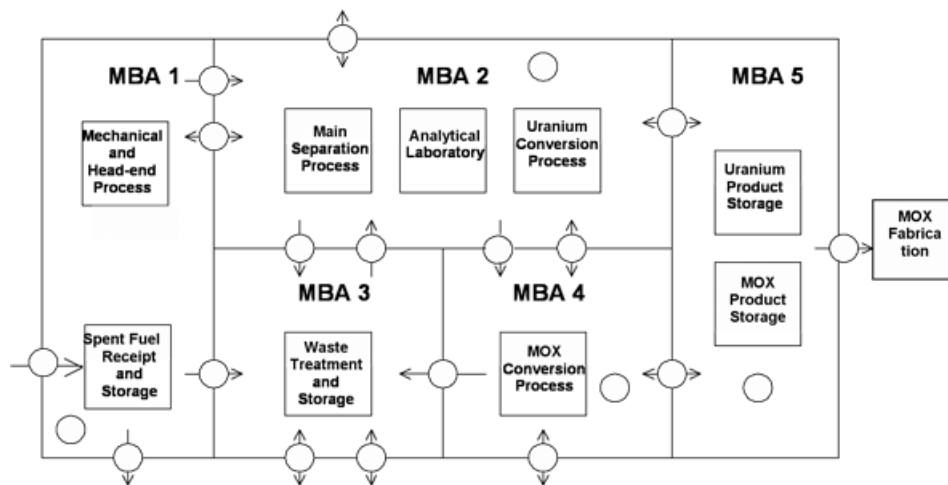 MBA 1
Mechanical
and
Head-end
Process
Spent Fuel
Receipt
and
Storage
MBA 2
Main
Separation
Process
Analytical
Laboratory
Uranium
Conversion
Process
MBA 3
Waste
Treatment
and
Storage
MBA 4
MOX
Conversion
Process
MBA 5
Uranium
Product
Storage
MOX
Product
Storage
MOX
Fabrica
tion